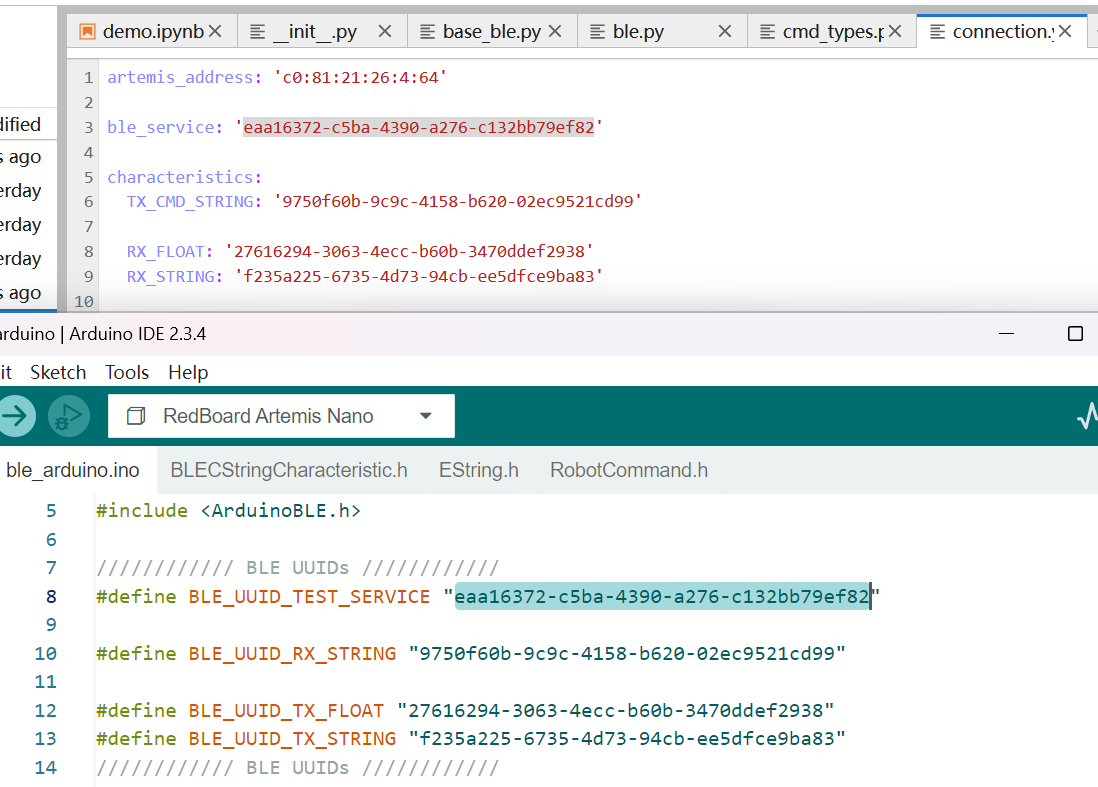 demo.ipynb __init__.py base_ble.py ble.py cmd_types.p connection.y
1 artemis_address: 'c0:81:21:26:4:64'
2
dified
3 ble_service: 'eaa16372-c5ba-4390-a276-c132bb79ef82'
4
s ago
5 characteristics:
erday
6 TX_CMD_STRING: '9750f60b-9c9c-4158-b620-02ec9521cd99'
7
erday
8 RX_FLOAT: '27616294-3063-4ecc-b60b-3470ddef2938'
erday
9 RX_STRING: 'f235a225-6735-4d73-94cb-ee5dfce9ba83'
s ago
10
arduino | Arduino IDE 2.3.4
it Sketch Tools Help
RedBoard Artemis Nano
ble_arduino.ino BLECStringCharacteristic.h EString.h RobotCommand.h
5 #include <ArduinoBLE.h>
6
7 //////////// BLE UUIDs ////////////
8 #define BLE_UUID_TEST_SERVICE "eaa16372-c5ba-4390-a276-c132bb79ef82"
9
10 #define BLE_UUID_RX_STRING "9750f60b-9c9c-4158-b620-02ec9521cd99"
11
12 #define BLE_UUID_TX_FLOAT "27616294-3063-4ecc-b60b-3470ddef2938"
13 #define BLE_UUID_TX_STRING "f235a225-6735-4d73-94cb-ee5dfce9ba83"
14 //////////// BLE UUIDs ////////////